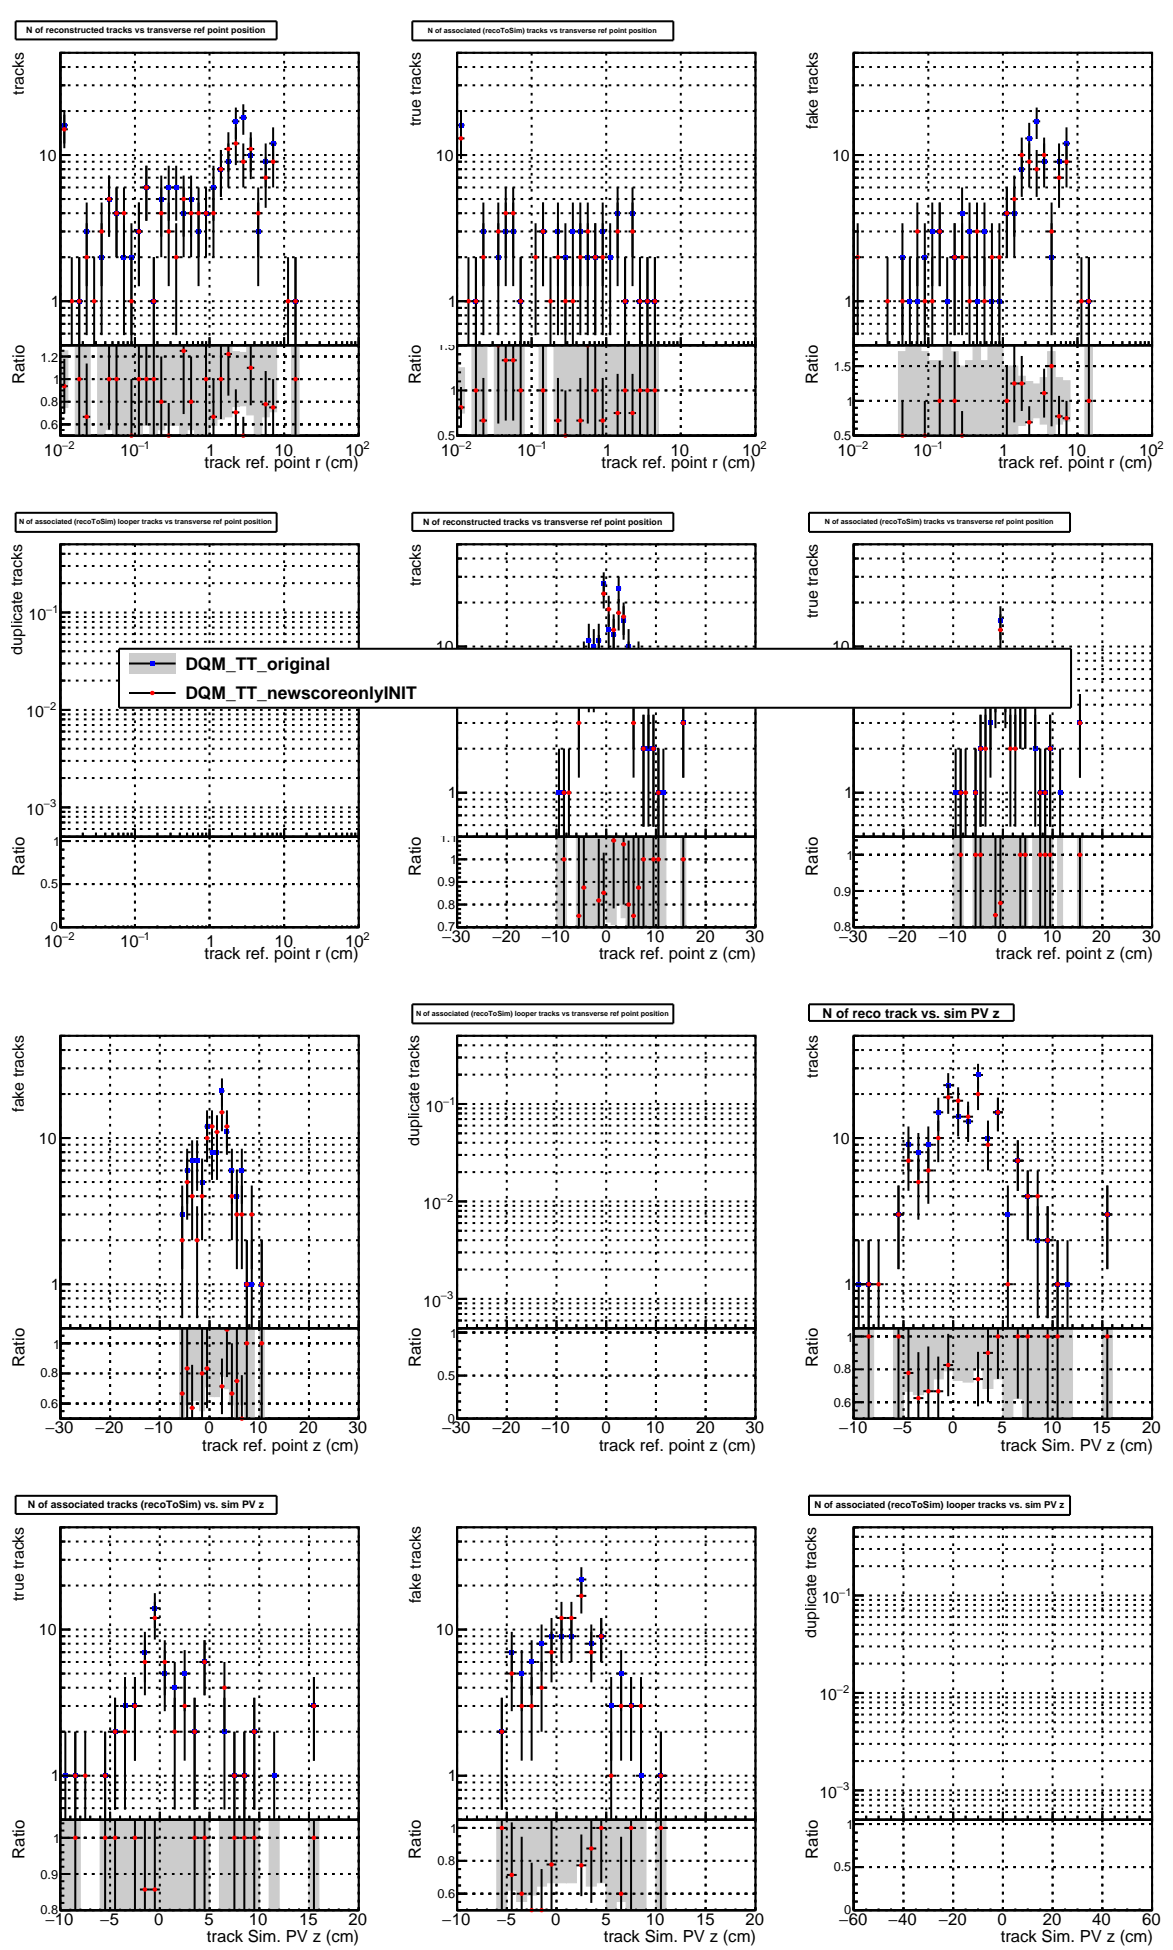 N of reconstructed tracks vs transverse ref point position
N of associated (recoToSim) tracks vs transverse ref point position
tracks
true tracks
fake tracks
10
10
10
1
1
1
Ratio
Ratio
Ratio
1.2
1
0.8
0.6
1.5
1
0.5
1.5
1
0.5
10−2 10−1 1 10 102
10−2 10−1 1 10 102
10−2 10−1 1 10 102
track ref. point r (cm)
track ref. point r (cm)
track ref. point r (cm)
N of associated (recoToSim) looper tracks vs transverse ref point position
N of reconstructed tracks vs transverse ref point position
N of associated (recoToSim) tracks vs transverse ref point position
duplicate tracks
tracks
true tracks
10−1
10−2
10−3
10
1
10
1
DQM_TT_original
DQM_TT_newscoreonlyINIT
Ratio
Ratio
Ratio
1
0.5
0
1.1
1
0.9
0.8
0.7
1
0.9
0.8
10−2 10−1 1 10 102
−30 −20 −10 0 10 20 30
−30 −20 −10 0 10 20 30
track ref. point r (cm)
track ref. point z (cm)
track ref. point z (cm)
N of associated (recoToSim) looper tracks vs transverse ref point position
N of reco track vs. sim PV z
fake tracks
duplicate tracks
tracks
10
1
10−1
10−2
10−3
10
1
Ratio
Ratio
Ratio
1
0.8
0.6
1
0.5
0
1
0.8
0.6
−30 −20 −10 0 10 20 30
−30 −20 −10 0 10 20 30
−10 −5 0 5 10 15 20
track ref. point z (cm)
track ref. point z (cm)
track Sim. PV z (cm)
N of associated tracks (recoToSim) vs. sim PV z
N of associated (recoToSim) looper tracks vs. sim PV z
true tracks
fake tracks
duplicate tracks
10
1
10
1
10−1
10−2
10−3
Ratio
Ratio
Ratio
1
0.9
0.8
1
0.8
0.6
1
0.5
0
−10 −5 0 5 10 15 20
−10 −5 0 5 10 15 20
−60 −40 −20 0 20 40 60
track Sim. PV z (cm)
track Sim. PV z (cm)
track Sim. PV z (cm)